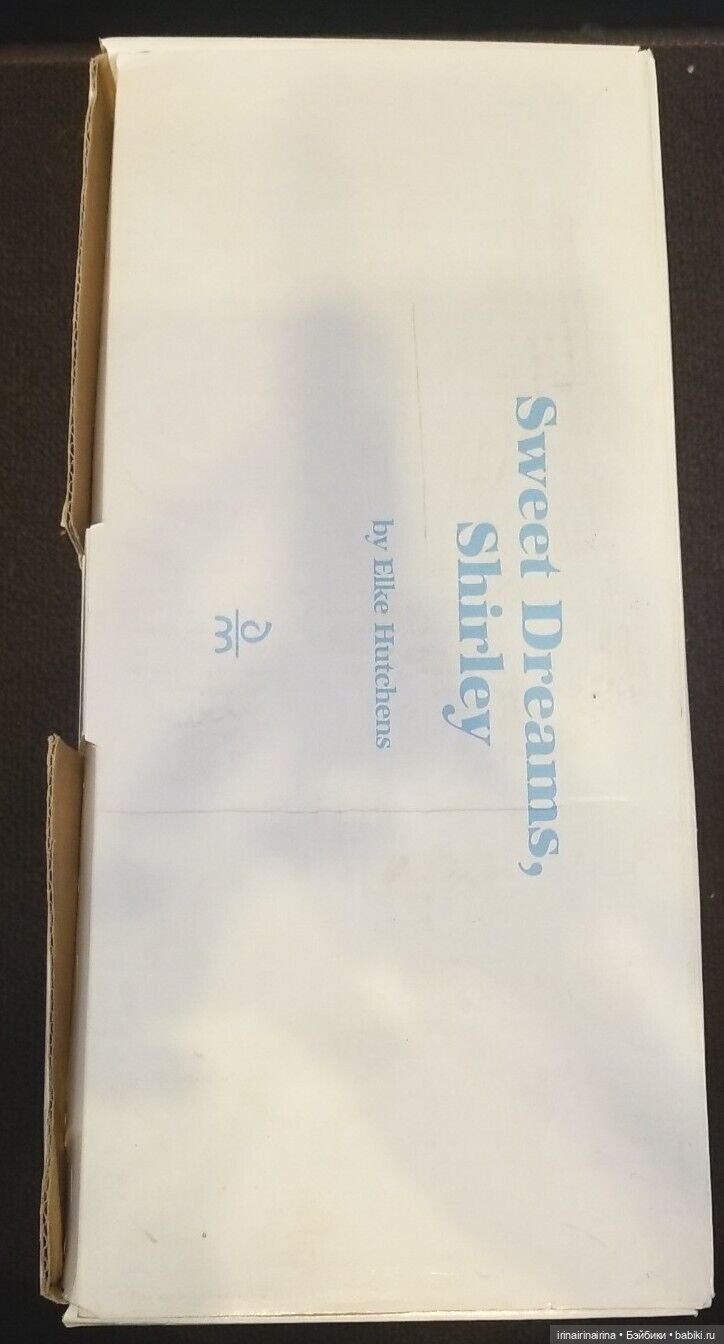 Sweet Dreams,
Shirley
by Elke Hutchens
irinairinairina • Бэйбики • babiki.ru